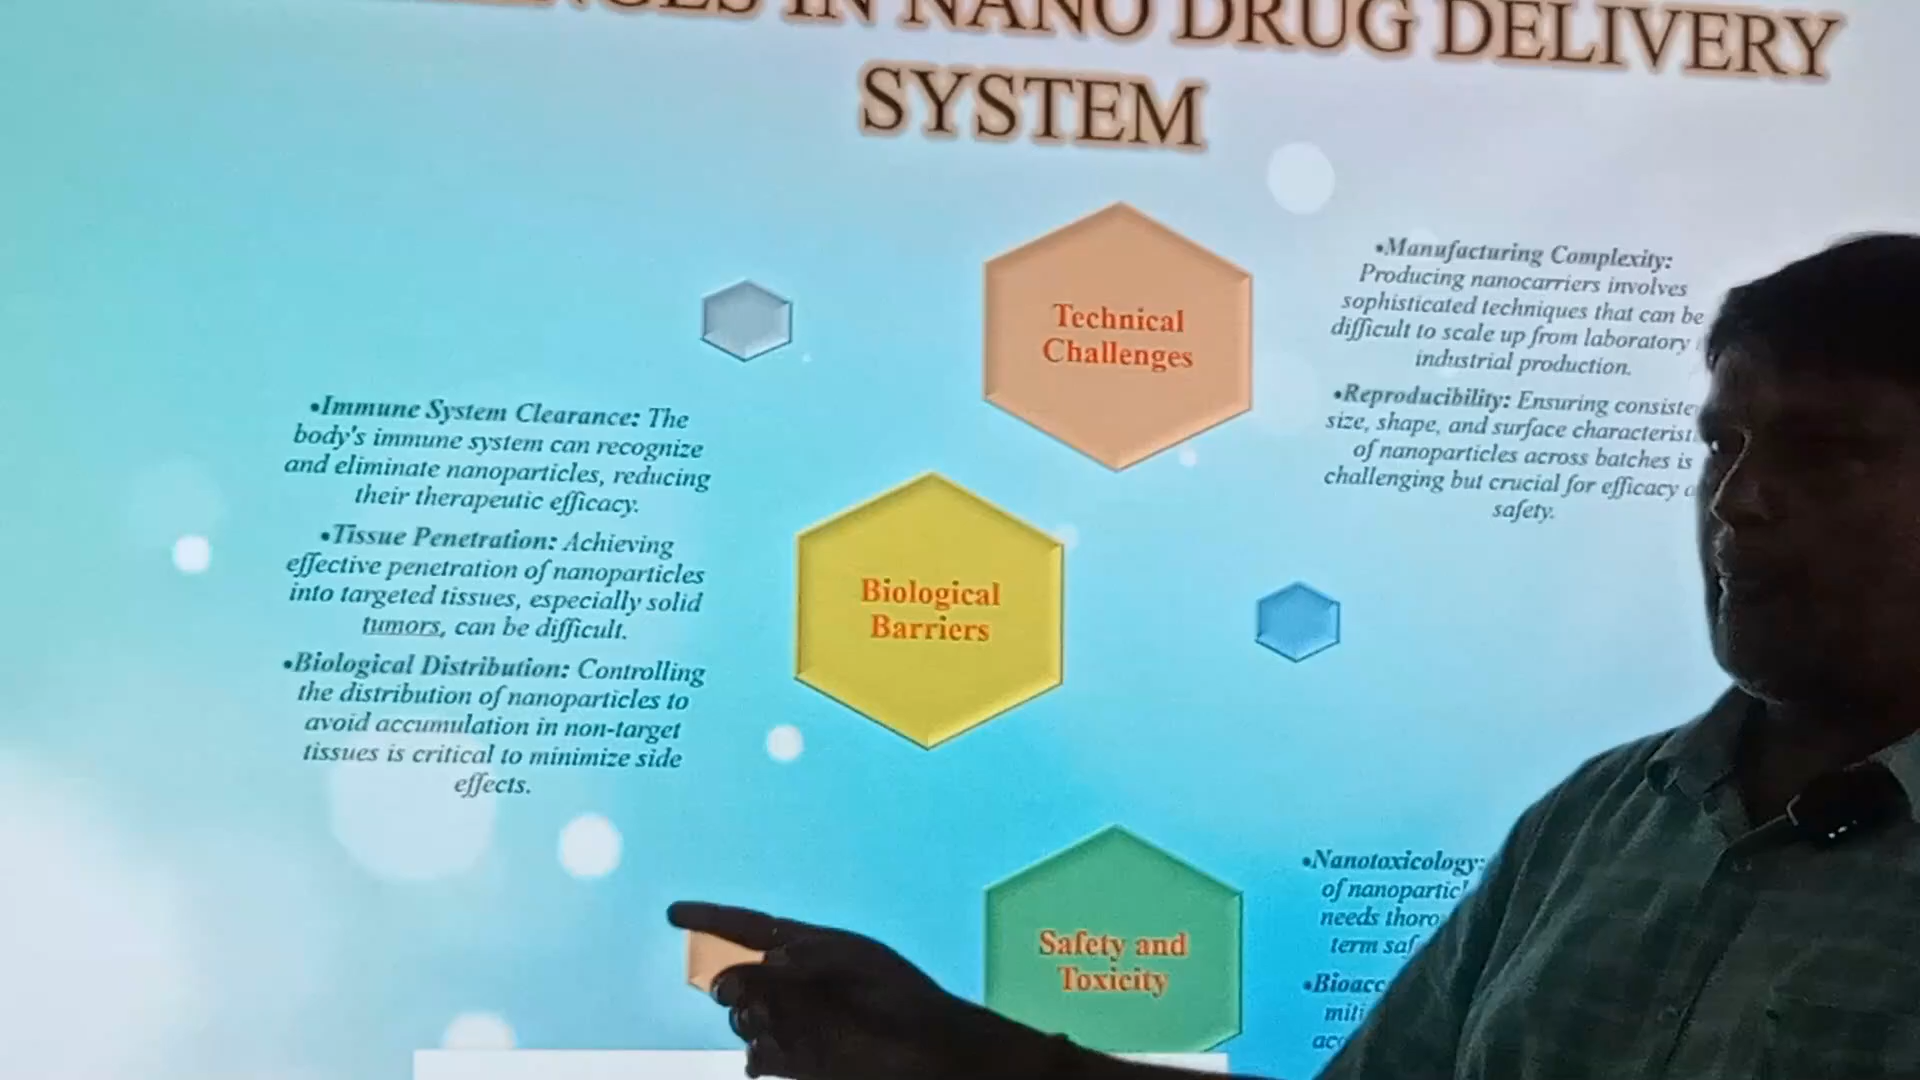 IN NANO DRUG DELIVERY
SYSTEM
Technical
Challenges
•Manufacturing Complexity:
Producing nanocarriers involves
sophisticated techniques that can be
difficult to scale up from laboratory
industrial production.
•Reproducibility: Ensuring
size, shape, and surface
of nanoparticles across batches is
challenging but crucial for efficacy
safety.
•Immune System Clearance: The
body's immune system can recognize
and eliminate nanoparticles, reducing
their therapeutic efficacy.
•Tissue Penetration: Achieving
effective penetration of nanoparticles
into targeted tissues, especially solid
tumors, can be difficult.
•Biological Distribution: Controlling
the distribution of nanoparticles to
avoid accumulation in non-target
tissues is critical to minimize side
effects.
Biological
Barriers
Safety and
Toxicity
•Nanotoxicology:
of
needs
term